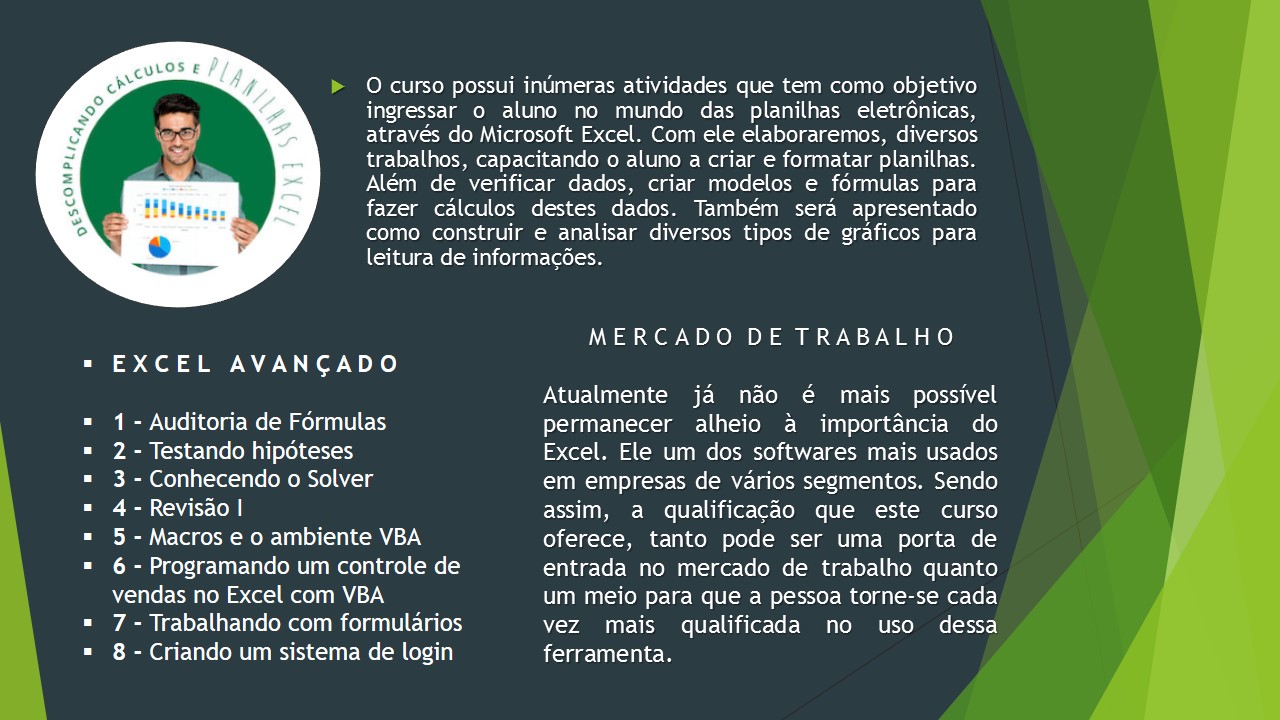 DESCOMPLICANDO CÁLCULOS E PLANILHAS EXCEL
O curso possui inúmeras atividades que tem como objetivo
ingressar o aluno no mundo das planilhas eletrônicas,
através do Microsoft Excel. Com ele elaboraremos, diversos
trabalhos, capacitando o aluno a criar e formatar planilhas.
Além de verificar dados, criar modelos e fórmulas para
fazer cálculos destes dados. Também será apresentado
como construir e analisar diversos tipos de gráficos para
leitura de informações.
EXCEL AVANÇADO
1 - Auditoria de Fórmulas
2 - Testando hipóteses
3 - Conhecendo o Solver
4 - Revisão I
5 - Macros e o ambiente VBA
6 - Programando um controle de
vendas no Excel com VBA
7 - Trabalhando com formulários
8 - Criando um sistema de login
MERCADO DE TRABALHO
Atualmente já não é mais possível
permanecer alheio à importância do
Excel. Ele um dos softwares mais usados
em empresas de vários segmentos. Sendo
assim, a qualificação que este curso
oferece, tanto pode ser uma porta de
entrada no mercado de trabalho quanto
um meio para que a pessoa torne-se cada
vez mais qualificada no uso dessa
ferramenta.